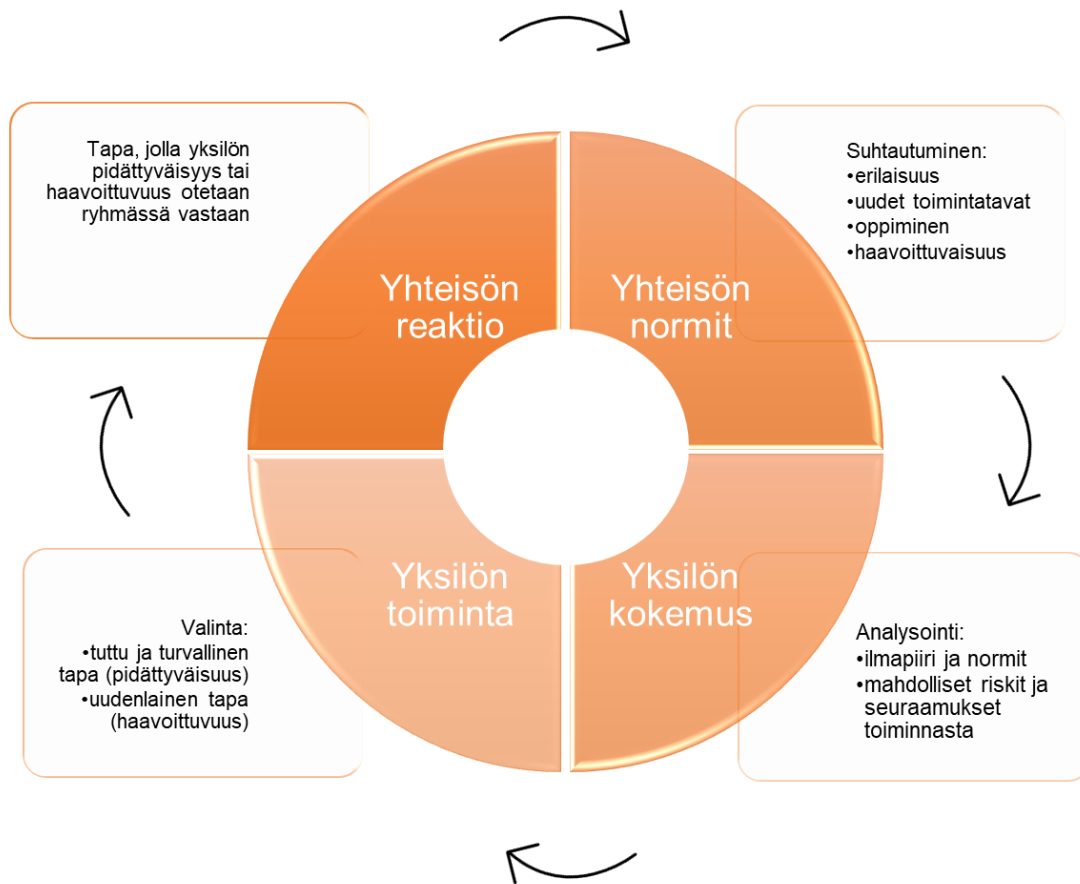 Tapa, jolla yksilön
pidättyväisyys tai
haavoittuvuus otetaan
ryhmässä vastaan
Suhtautuminen:
•erilaisuus
•uudet toimintatavat
•oppiminen
•haavoittuvaisuus
Yhteisön
reaktio
Yhteisön
normit
Yksilön
toiminta
Yksilön
kokemus
Valinta:
•tuttu ja turvallinen
tapa (pidättyväisuus)
•uudenlainen tapa
(haavoittuvuus)
Analysointi:
•ilmapiiri ja normit
•mahdolliset riskit ja
seuraamukset
toiminnasta